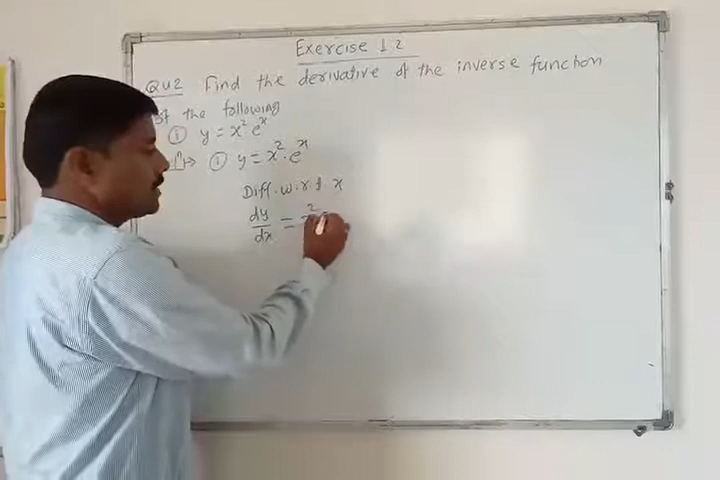 Exercise 1.2
Qu2 Find the derivative of the inverse function
of the following
① y = x² eˣ
① y = x² · eˣ
Diff. w. r. t. x
dy/dx = x²